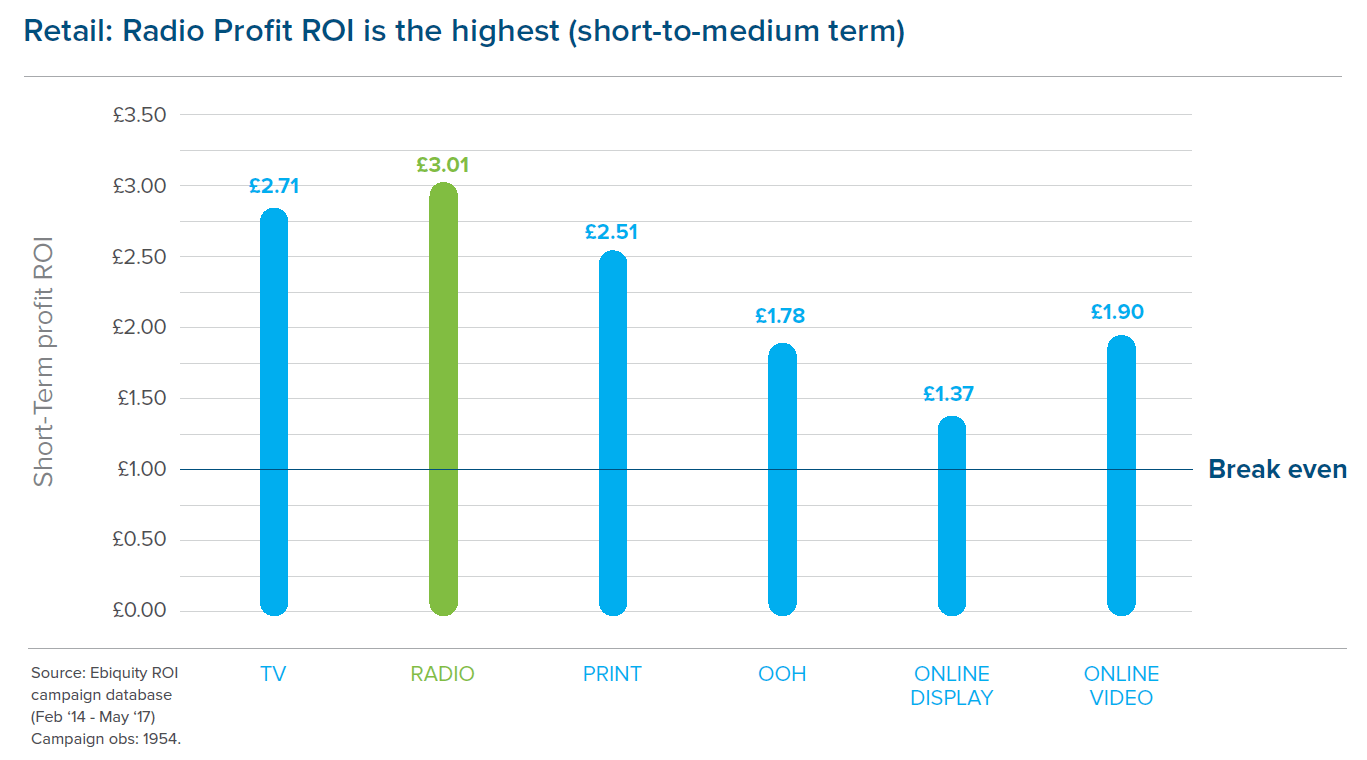 Retail: Radio Profit ROI is the highest (short-to-medium term)
Short-Term profit ROI
£3.50
£3.00
£2.50
£2.00
£1.50
£1.00
£0.50
£0.00
£2.71
£3.01
£2.51
£1.78
£1.37
£1.90
Break even
TV
RADIO
PRINT
OOH
ONLINE
DISPLAY
ONLINE
VIDEO
Source: Ebiquity ROI
campaign database
(Feb ‘14 - May ‘17)
Campaign obs: 1954.